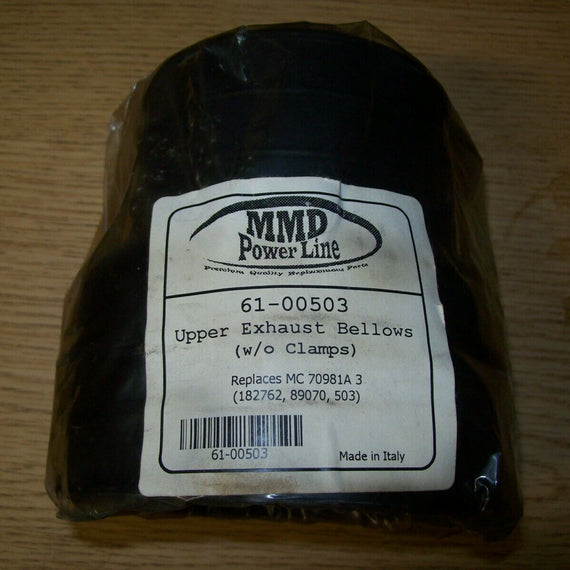 MMD
Power Line
Premium Quality Replacement Parts
61-00503
Upper Exhaust Bellows
(w/o Clamps)
Replaces MC 70981A 3
(182762, 89070, 503)
61-00503
Made in Italy